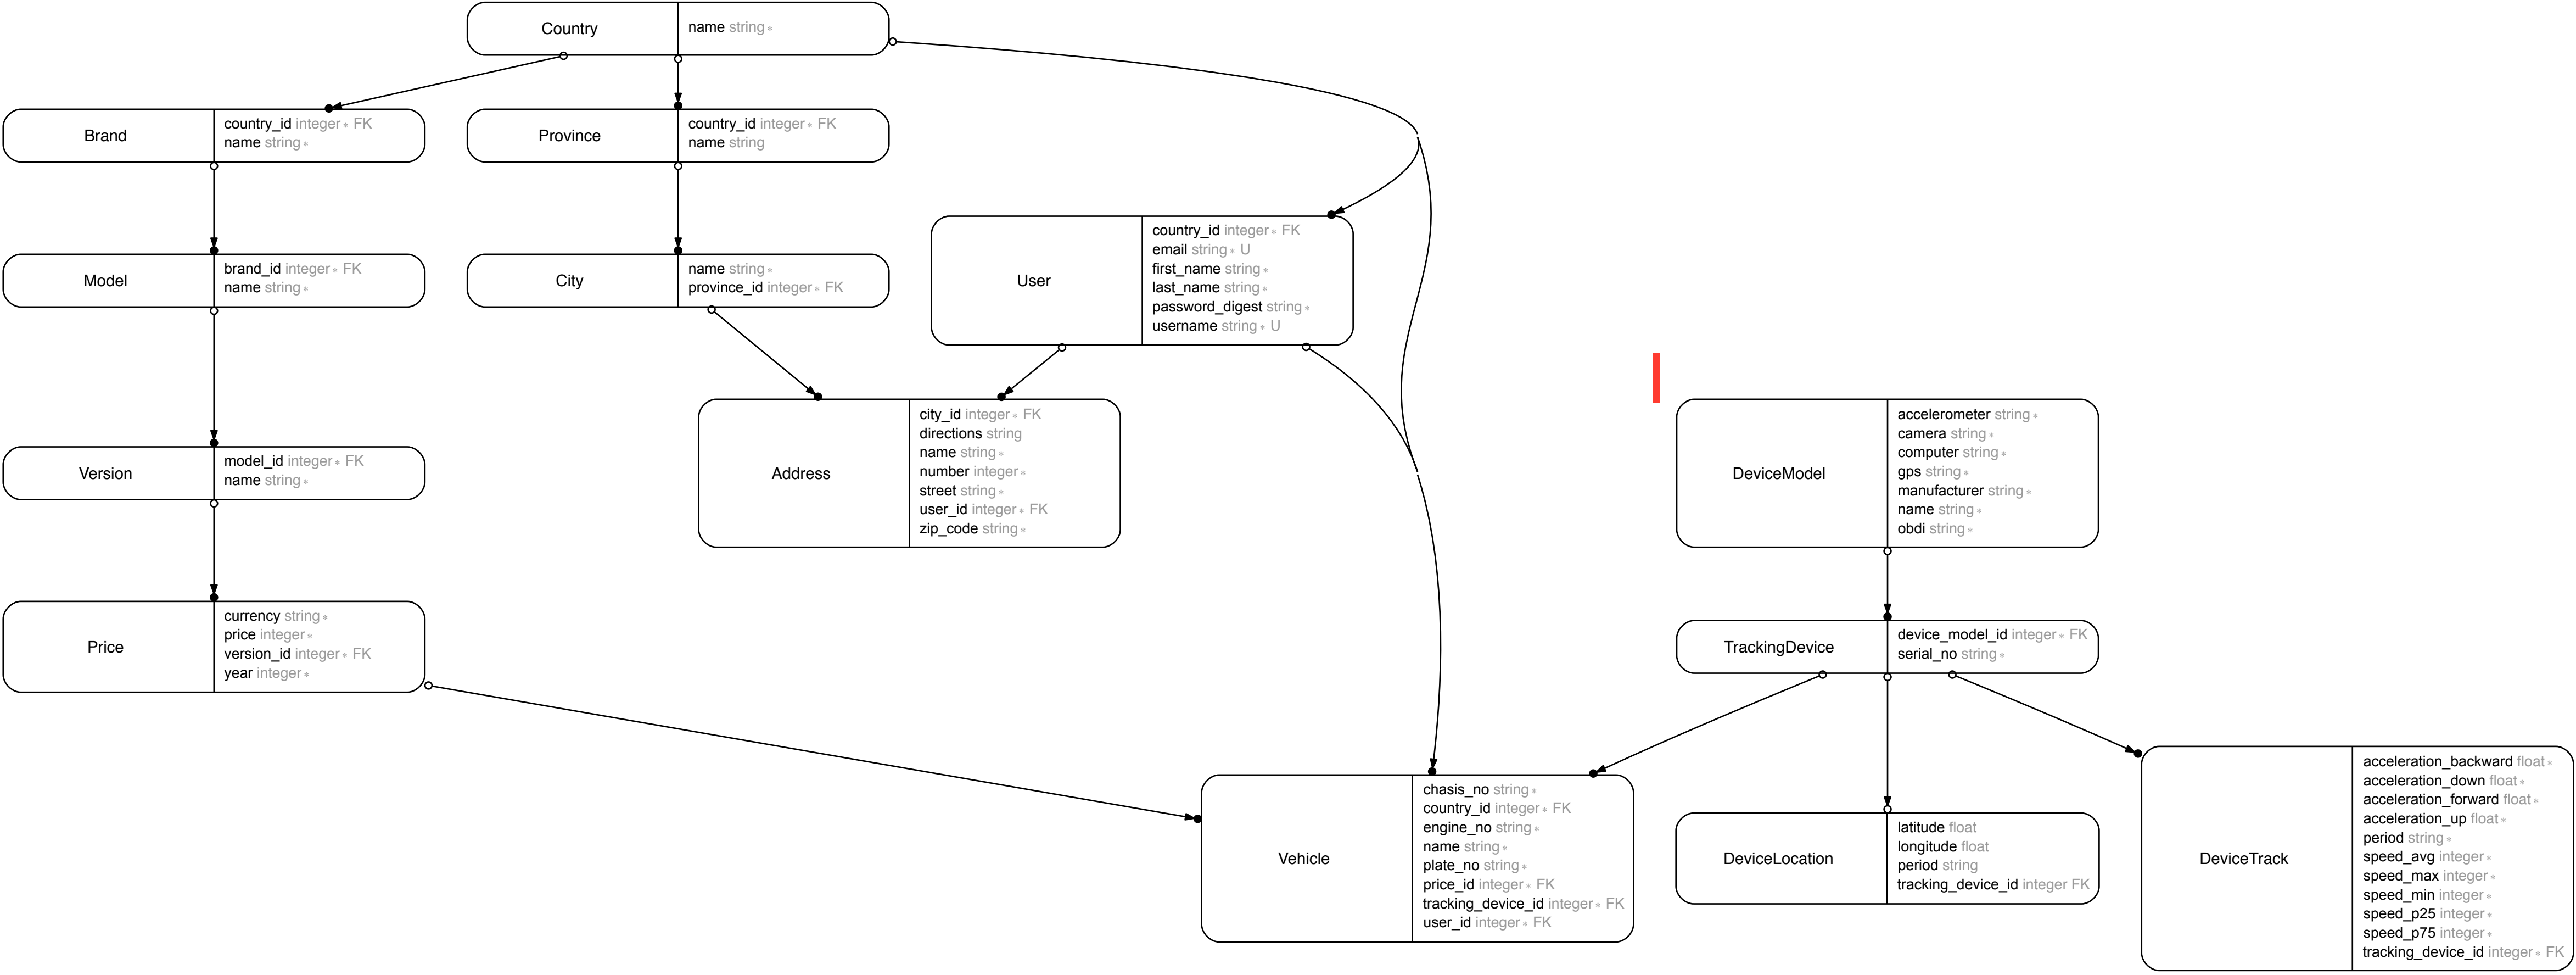 Country
name string∗
Brand
country_id integer∗ FK
name string∗
Province
country_id integer∗ FK
name string
User
country_id integer∗ FK
email string∗ U
first_name string∗
last_name string∗
password_digest string∗
username string∗ U
Model
brand_id integer∗ FK
name string∗
City
name string∗
province_id integer∗ FK
Version
model_id integer∗ FK
name string∗
Address
city_id integer∗ FK
directions string
name string∗
number integer∗
street string∗
user_id integer∗ FK
zip_code string∗
DeviceModel
accelerometer string∗
camera string∗
computer string∗
gps string∗
manufacturer string∗
name string∗
obdi string∗
Price
currency string∗
price integer∗
version_id integer∗ FK
year integer∗
TrackingDevice
device_model_id integer∗ FK
serial_no string∗
Vehicle
chasis_no string∗
country_id integer∗ FK
engine_no string∗
name string∗
plate_no string∗
price_id integer∗ FK
tracking_device_id integer∗ FK
user_id integer∗ FK
DeviceLocation
latitude float
longitude float
period string
tracking_device_id integer FK
DeviceTrack
acceleration_backward float∗
acceleration_down float∗
acceleration_forward float∗
acceleration_up float∗
period string∗
speed_avg integer∗
speed_max integer∗
speed_min integer∗
speed_p25 integer∗
speed_p75 integer∗
tracking_device_id integer∗ FK